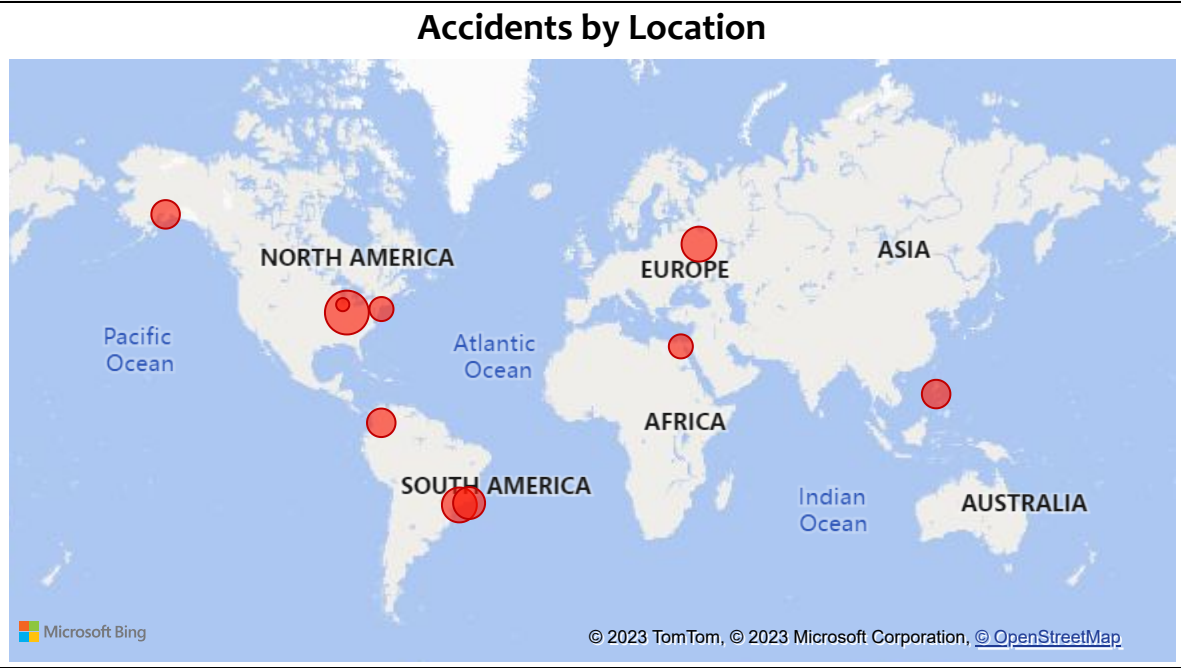 Accidents by Location
NORTH AMERICA
EUROPE
ASIA
Pacific
Ocean
Atlantic
Ocean
AFRICA
SOUTH AMERICA
Indian
Ocean
AUSTRALIA
Microsoft Bing
© 2023 TomTom, © 2023 Microsoft Corporation, © OpenStreetMap